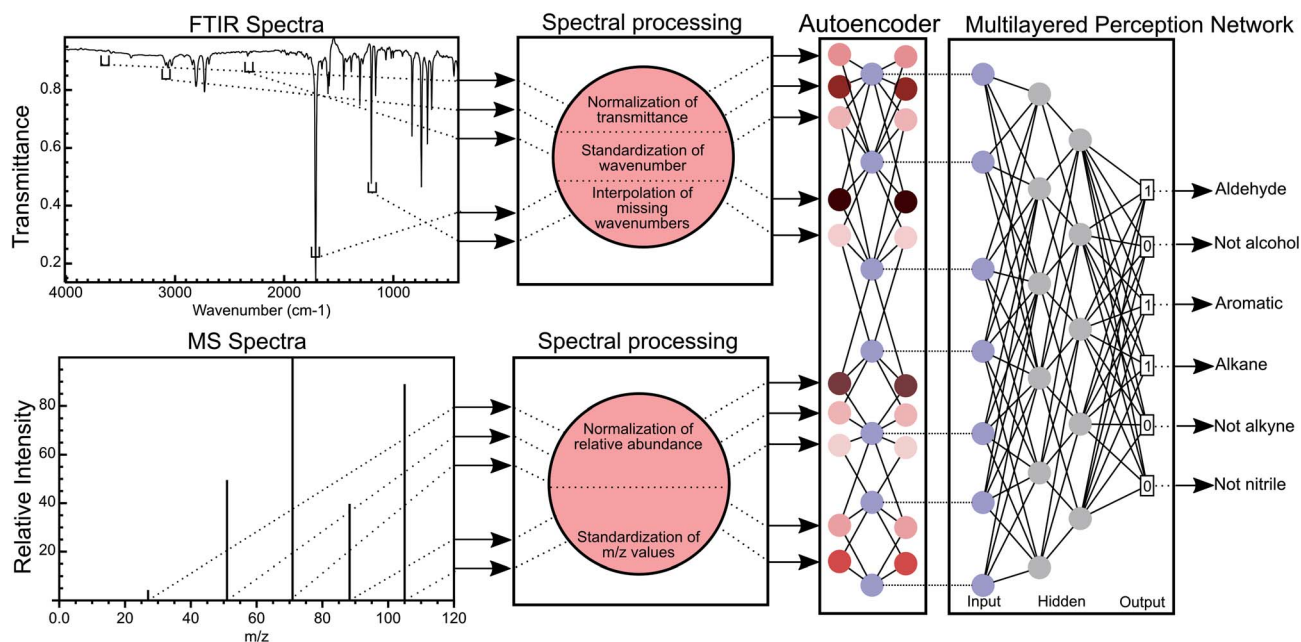 FTIR Spectra
Spectral processing
Autoencoder
Multilayered Perception Network
Transmittance
0.8
0.6
0.4
0.2
4000
3000
2000
1000
Wavenumber (cm-1)
Normalization of
transmittance
Standardization of
wavenumber
Interpolation of
missing
wavenumbers
MS Spectra
Spectral processing
Relative Intensity
80
60
40
20
0.0
20
40
60
80
100
120
m/z
Normalization of
relative abundance
Standardization of
m/z values
1
Aldehyde
0
Not alcohol
1
Aromatic
1
Alkane
0
Not alkyne
0
Not nitrile
Input
Hidden
Output